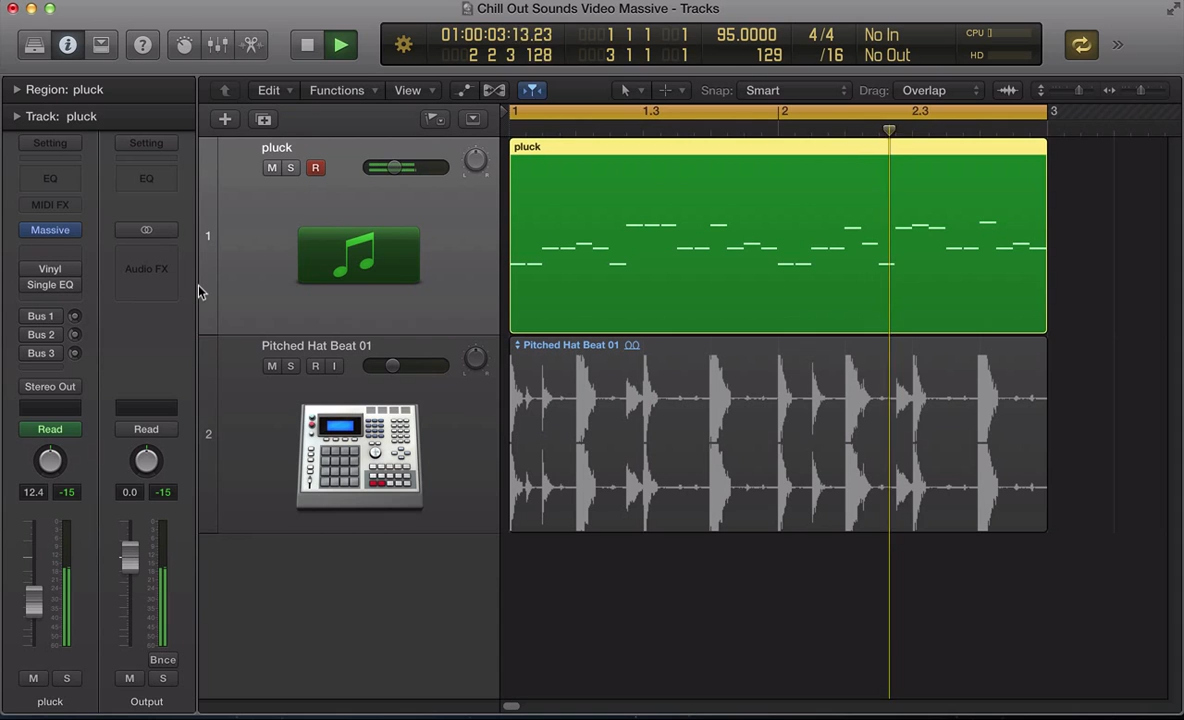 Chill Out Sounds Video Massive - Tracks
01:00:03:13.23 1 1 1 1 95.0000 4/4 No In CPU
2 2 3 128 3 1 1 1 129 /16 No Out HD
Region: pluck
Edit Functions View Snap: Smart Drag: Overlap
Track: pluck
1 1.3 2 2.3 3
Setting Setting
EQ EQ
MIDI FX
Massive
Vinyl Audio FX
Single EQ
Bus 1
Bus 2
Bus 3
Stereo Out
Read Read
12.4 -15 0.0 -15
Bnce
M S M S
pluck Output
1
pluck
M S R
L R
pluck
2
Pitched Hat Beat 01
M S R I
L R
Pitched Hat Beat 01